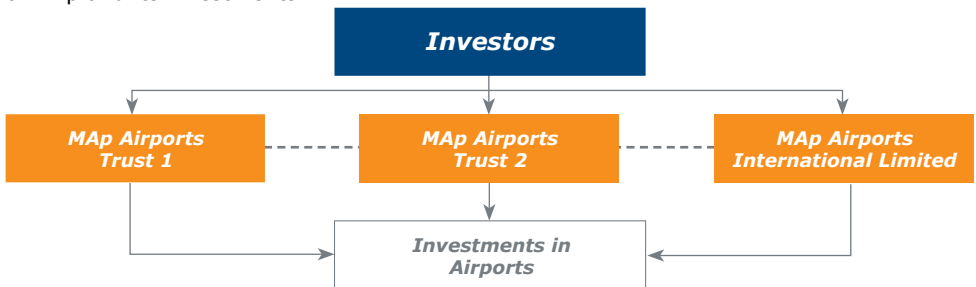 Investors
MAp Airports
Trust 1
MAp Airports
Trust 2
MAp Airports
International Limited
Investments in
Airports